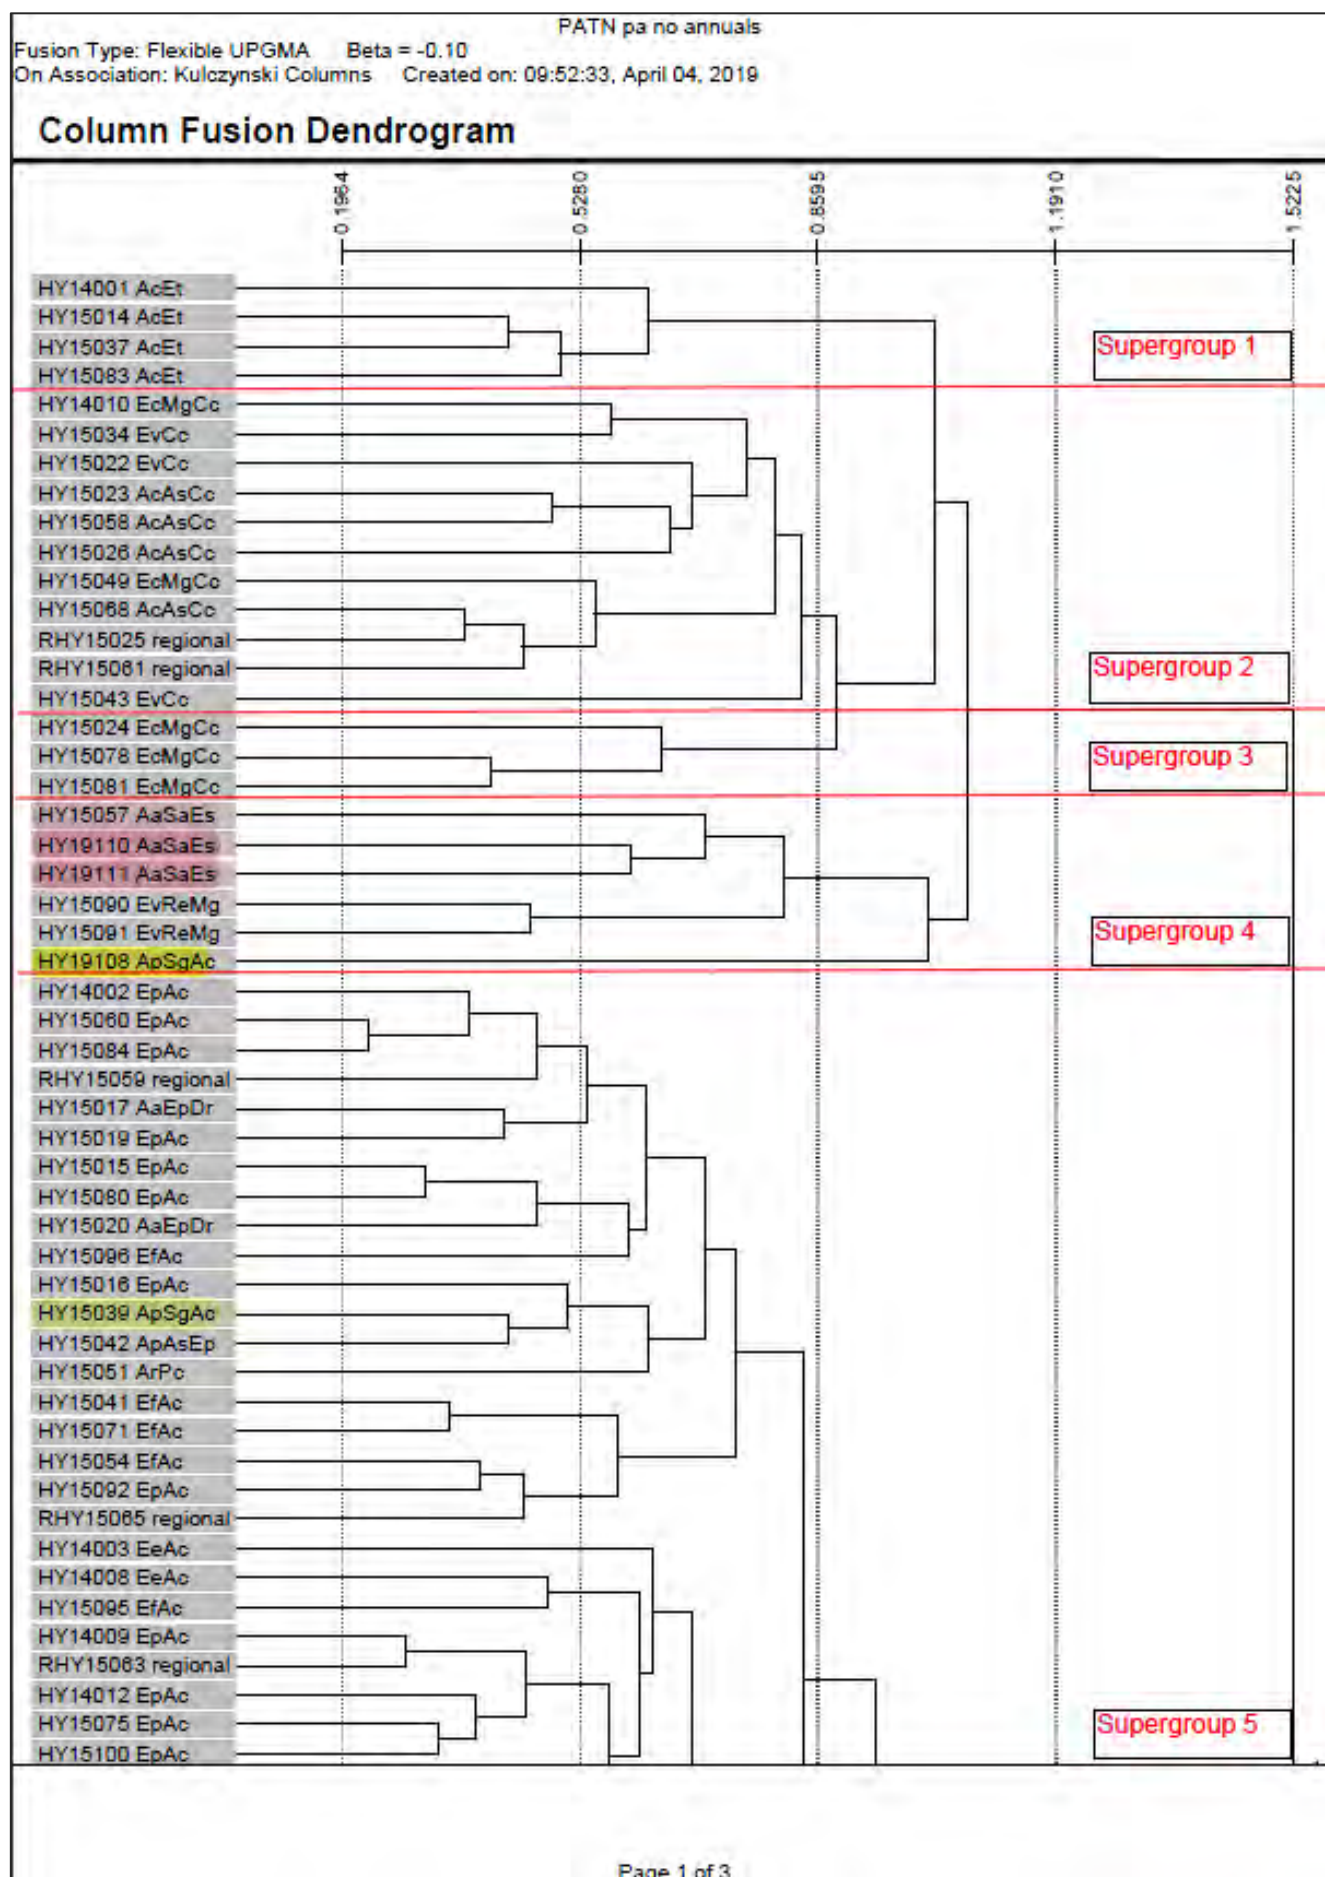 PATN pa no annuals
Fusion Type: Flexible UPGMA Beta = -0.10
On Association: Kulczynski Columns Created on: 09:52:33, April 04, 2019
Column Fusion Dendrogram
0.1964
0.5280
0.8595
1.1910
1.5225
HY14001 AcEt
HY15014 AcEt
HY15037 AcEt
Supergroup 1
HY15083 AcEt
HY14010 EcMgCc
HY15034 EvCc
HY15022 EvCc
HY15023 AcAsCc
HY15058 AcAsCc
HY15026 AcAsCc
HY15049 EcMgCc
HY15068 AcAsCc
RHY15025 regional
RHY15061 regional
Supergroup 2
HY15043 EvCc
HY15024 EcMgCc
HY15078 EcMgCc
Supergroup 3
HY15081 EcMgCc
HY15057 AaSaEs
HY19110 AaSaEs
HY19111 AaSaEs
HY15090 EvReMg
HY15091 EvReMg
Supergroup 4
HY19108 ApSgAc
HY14002 EpAc
HY15060 EpAc
HY15084 EpAc
RHY15059 regional
HY15017 AaEpDr
HY15019 EpAc
HY15015 EpAc
HY15080 EpAc
HY15020 AaEpDr
HY15096 EfAc
HY15016 EpAc
HY15039 ApSgAc
HY15042 ApAsEp
HY15051 ArPc
HY15041 EfAc
HY15071 EfAc
HY15054 EfAc
HY15092 EpAc
RHY15065 regional
HY14003 EeAc
HY14008 EeAc
HY15095 EfAc
HY14009 EpAc
RHY15063 regional
HY14012 EpAc
HY15075 EpAc
Supergroup 5
HY15100 EpAc
Page 1 of 3